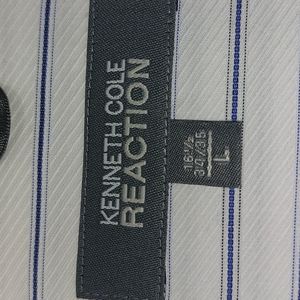 KENNETH COLE
REACTION
16½
34/35
L